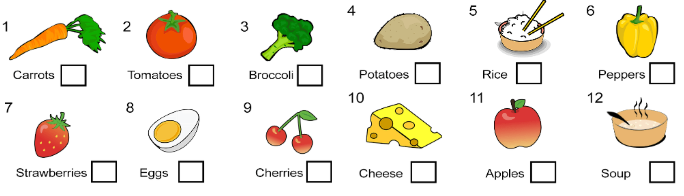 1 2 3 4 5 6
Carrots Tomatoes Broccoli Potatoes Rice Peppers
7 8 9 10 11 12
Strawberries Eggs Cherries Cheese Apples Soup